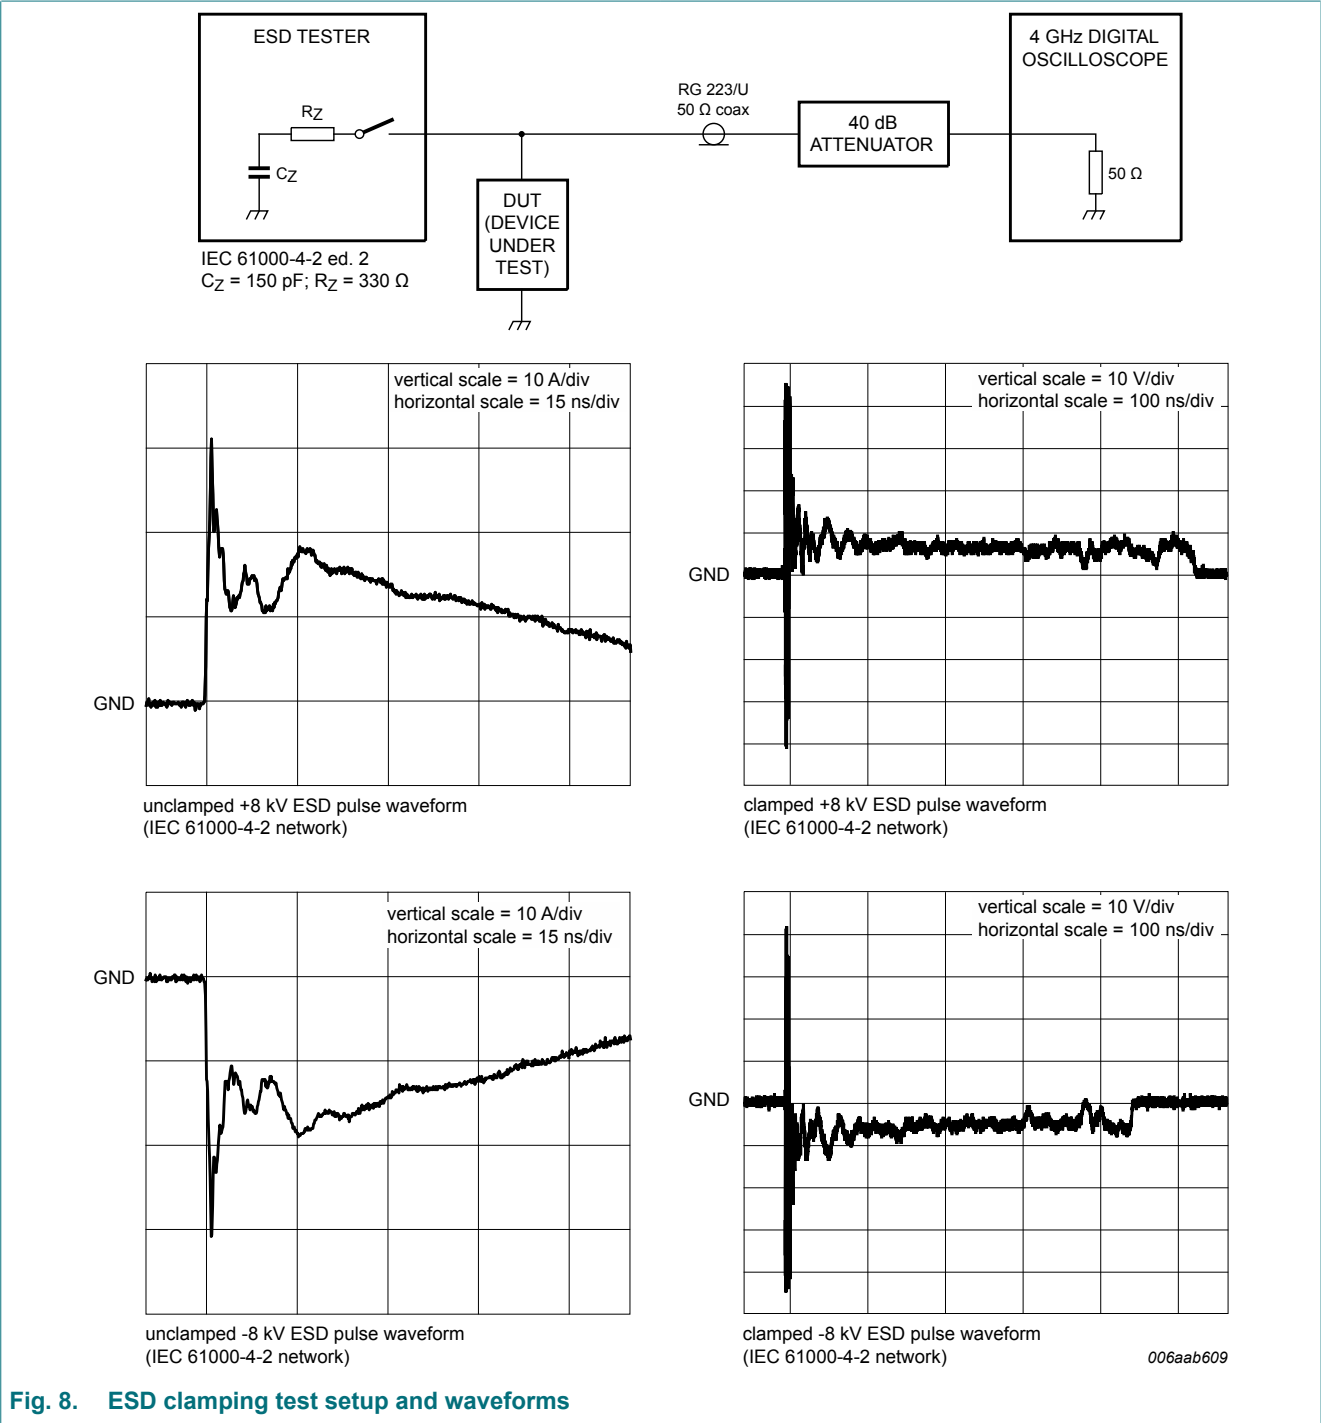 ESD TESTER
RZ
CZ
IEC 61000-4-2 ed. 2
CZ = 150 pF; RZ = 330 Ω
DUT
(DEVICE
UNDER
TEST)
RG 223/U
50 Ω coax
40 dB
ATTENUATOR
4 GHz DIGITAL
OSCILLOSCOPE
50 Ω
vertical scale = 10 A/div
horizontal scale = 15 ns/div
GND
unclamped +8 kV ESD pulse waveform
(IEC 61000-4-2 network)
vertical scale = 10 V/div
horizontal scale = 100 ns/div
GND
clamped +8 kV ESD pulse waveform
(IEC 61000-4-2 network)
vertical scale = 10 A/div
horizontal scale = 15 ns/div
GND
unclamped -8 kV ESD pulse waveform
(IEC 61000-4-2 network)
vertical scale = 10 V/div
horizontal scale = 100 ns/div
GND
clamped -8 kV ESD pulse waveform
(IEC 61000-4-2 network)
006aab609
Fig. 8. ESD clamping test setup and waveforms